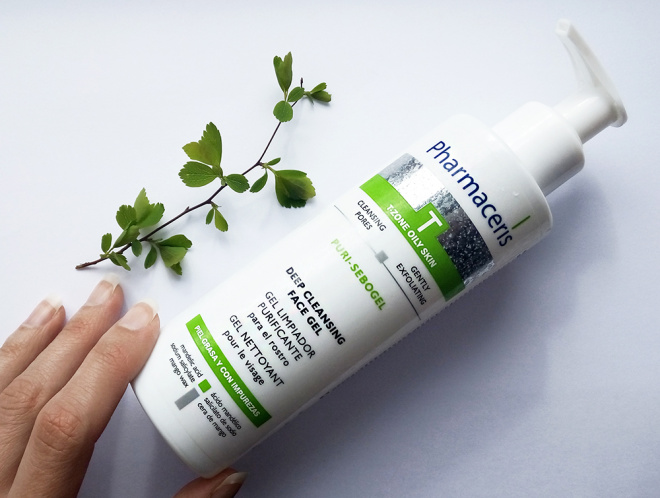 Pharmaceris
T
T-ZONE OILY SKIN
CLEANSING
PORES
GENTLY
EXFOLIATING
PURI-SEBOGEL
DEEP CLEANSING
FACE GEL
GEL LIMPIADOR
PURIFICANTE
para el rostro
GEL NETTOYANT
pour le visage
PIEL GRASA Y CON IMPUREZAS
mandelic acid
sodium salicylate
mango wax
ácido mandélico
salicilato de sodio
cera de mango